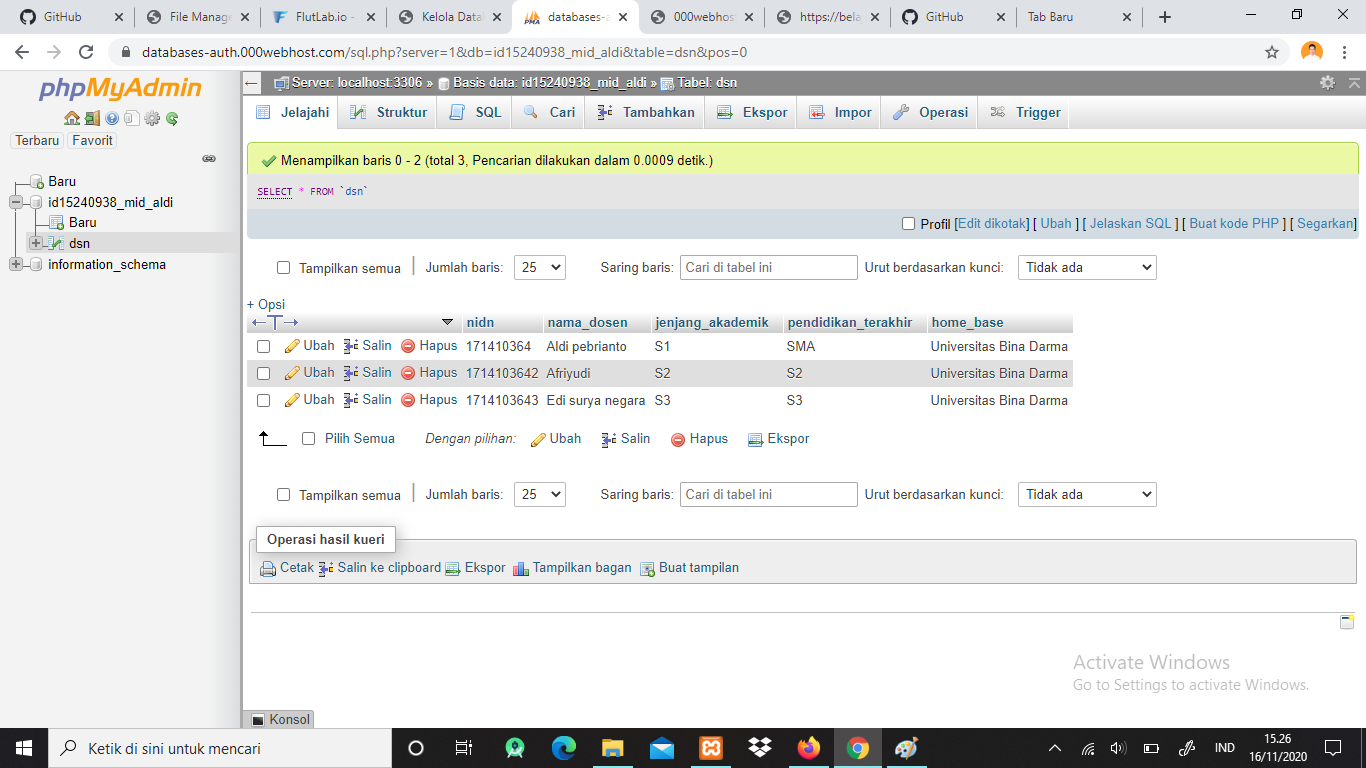 GitHub
File Manage
FlutLab.io -
Kelola Datal
databases-a
000webhost
https://bela
GitHub
Tab Baru
databases-auth.000webhost.com/sql.php?server=1&db=id15240938_mid_aldi&table=dsn&pos=0
phpMyAdmin
Terbaru Favorit
Baru
id15240938_mid_aldi
Baru
dsn
information_schema
Server: localhost:3306 » Basis data: id15240938_mid_aldi » Tabel: dsn
Jelajahi Struktur SQL Cari Tambahkan Ekspor Impor Operasi Trigger
Menampilkan baris 0 - 2 (total 3, Pencarian dilakukan dalam 0.0009 detik.)
SELECT * FROM `dsn`
Profil [Edit dikotak] [ Ubah ] [ Jelaskan SQL ] [ Buat kode PHP ] [ Segarkan]
Tampilkan semua | Jumlah baris: 25 Saring baris: Cari di tabel ini Urut berdasarkan kunci: Tidak ada
+ Opsi
←T→ nidn nama_dosen jenjang_akademik pendidikan_terakhir home_base
Ubah Salin Hapus 171410364 Aldi pebrianto S1 SMA Universitas Bina Darma
Ubah Salin Hapus 1714103642 Afriyudi S2 S2 Universitas Bina Darma
Ubah Salin Hapus 1714103643 Edi surya negara S3 S3 Universitas Bina Darma
Pilih Semua Dengan pilihan: Ubah Salin Hapus Ekspor
Tampilkan semua | Jumlah baris: 25 Saring baris: Cari di tabel ini Urut berdasarkan kunci: Tidak ada
Operasi hasil kueri
Cetak Salin ke clipboard Ekspor Tampilkan bagan Buat tampilan
Activate Windows
Go to Settings to activate Windows.
Konsol
Ketik di sini untuk mencari
IND
15.26
16/11/2020